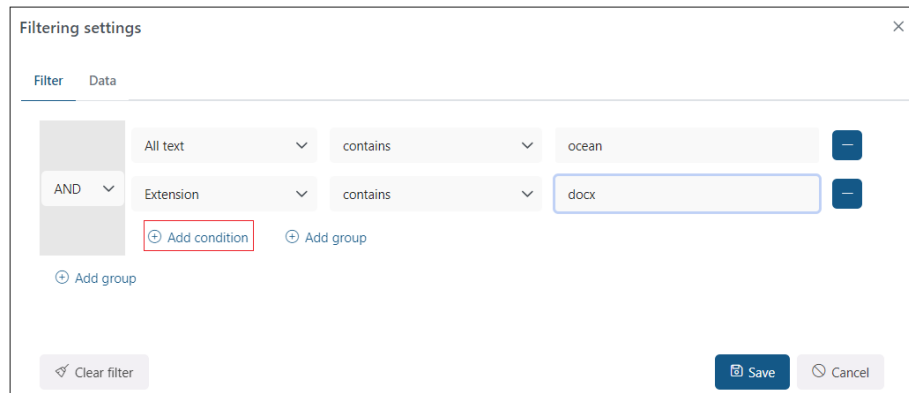 Filtering settings
Filter Data
All text contains ocean
AND
Extension contains docx
Add condition Add group
Add group
Clear filter Save Cancel